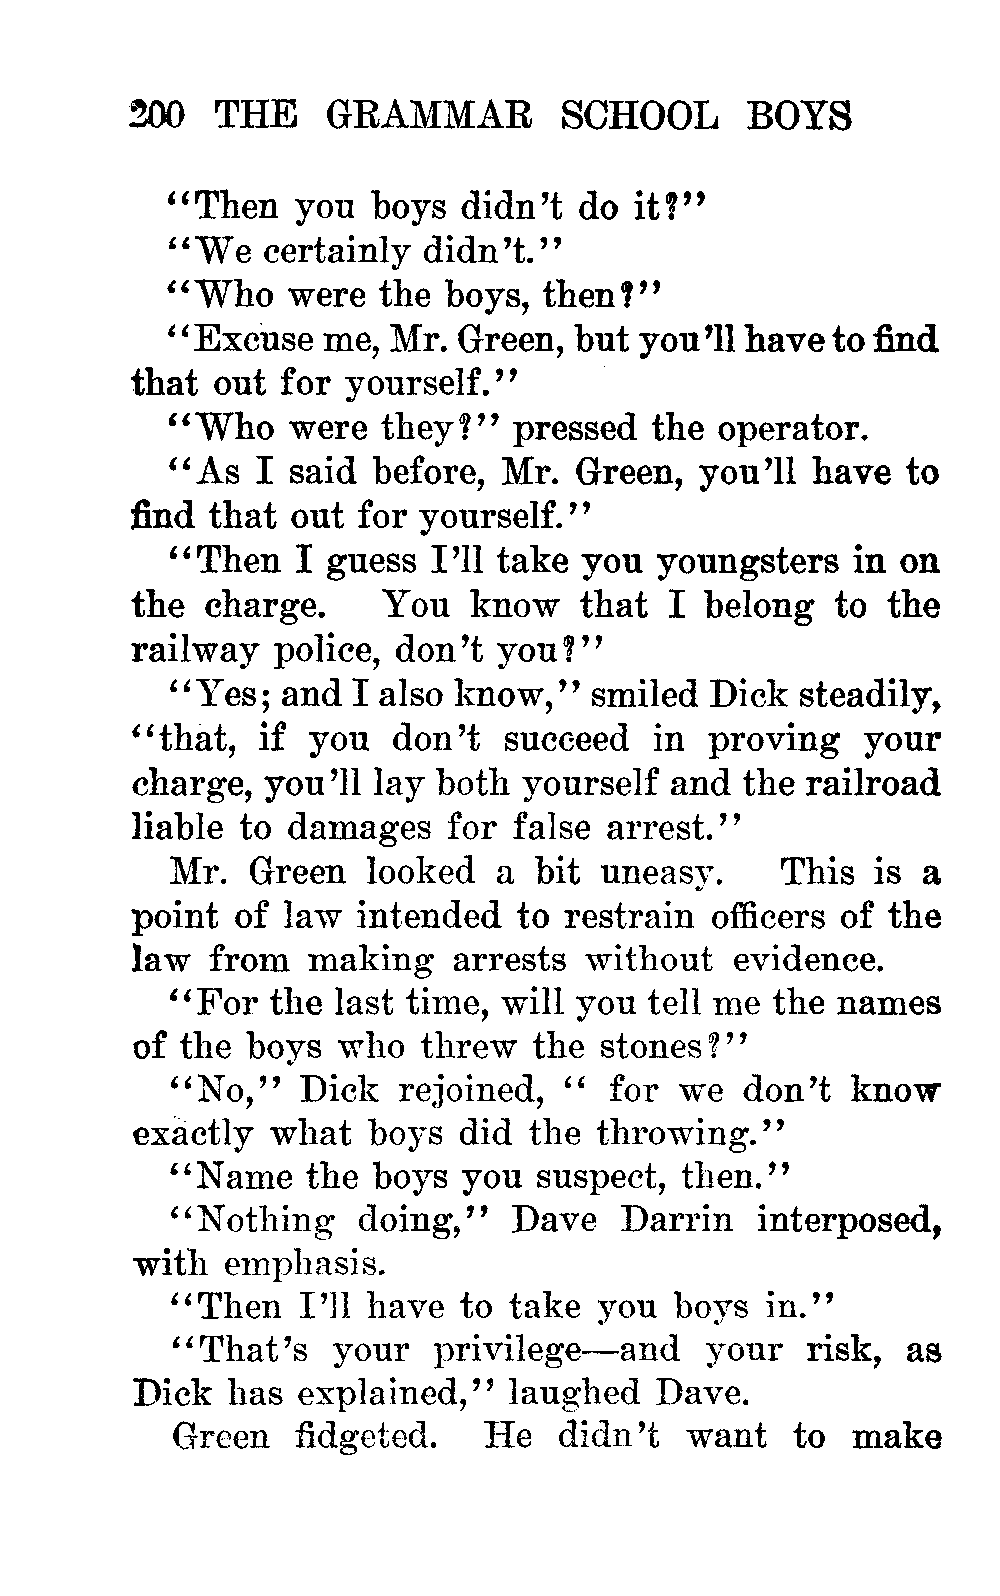 200 THE GRAMMAR SCHOOL BOYS
“Then you boys didn’t do it?”
“We certainly didn’t.”
“Who were the boys, then?”
“Excuse me, Mr. Green, but you’ll have to find
that out for yourself.”
“Who were they?” pressed the operator.
“As I said before, Mr. Green, you’ll have to
find that out for yourself.”
“Then I guess I’ll take you youngsters in on
the charge. You know that I belong to the
railway police, don’t you?”
“Yes; and I also know,” smiled Dick steadily,
“that, if you don’t succeed in proving your
charge, you’ll lay both yourself and the railroad
liable to damages for false arrest.”
Mr. Green looked a bit uneasy. This is a
point of law intended to restrain officers of the
law from making arrests without evidence.
“For the last time, will you tell me the names
of the boys who threw the stones?”
“No,” Dick rejoined, “ for we don’t know
exactly what boys did the throwing.”
“Name the boys you suspect, then.”
“Nothing doing,” Dave Darrin interposed,
with emphasis.
“Then I’ll have to take you boys in.”
“That’s your privilege—and your risk, as
Dick has explained,” laughed Dave.
Green fidgeted. He didn’t want to make